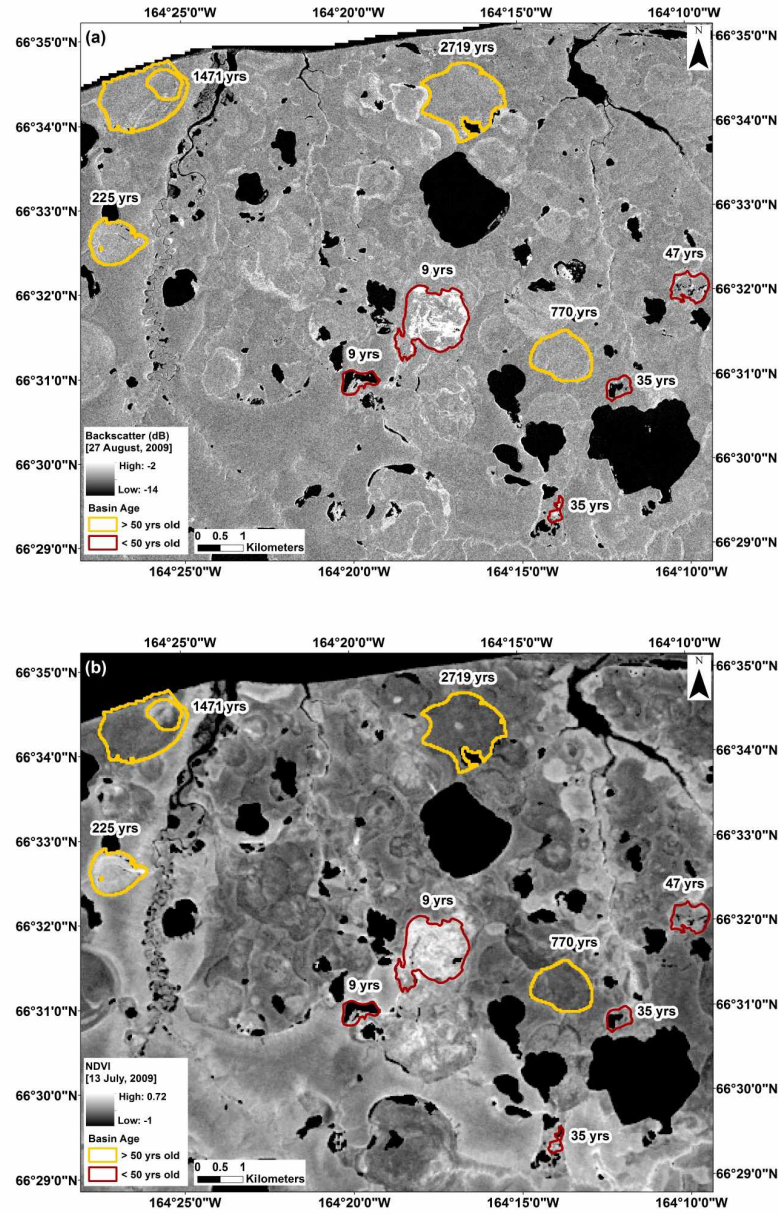 164°25'0"W 164°20'0"W 164°15'0"W 164°10'0"W
(a)
N
66°35'0"N 66°35'0"N
2719 yrs
1471 yrs
66°34'0"N 66°34'0"N
225 yrs
66°33'0"N 66°33'0"N
47 yrs
9 yrs
66°32'0"N 66°32'0"N
770 yrs
9 yrs
35 yrs
66°31'0"N 66°31'0"N
Backscatter (dB)
[27 August, 2009]
High: -2
66°30'0"N 66°30'0"N
Low: -14
Basin Age
35 yrs
> 50 yrs old
0 0.5 1
< 50 yrs old
Kilometers
66°29'0"N 66°29'0"N
164°25'0"W 164°20'0"W 164°15'0"W 164°10'0"W
164°25'0"W 164°20'0"W 164°15'0"W 164°10'0"W
(b)
N
66°35'0"N 66°35'0"N
2719 yrs
1471 yrs
66°34'0"N 66°34'0"N
225 yrs
66°33'0"N 66°33'0"N
47 yrs
9 yrs
66°32'0"N 66°32'0"N
770 yrs
9 yrs
35 yrs
66°31'0"N 66°31'0"N
NDVI
[13 July, 2009]
High: 0.72
66°30'0"N 66°30'0"N
Low: -1
Basin Age
35 yrs
> 50 yrs old
0 0.5 1
< 50 yrs old
Kilometers
66°29'0"N 66°29'0"N
164°25'0"W 164°20'0"W 164°15'0"W 164°10'0"W